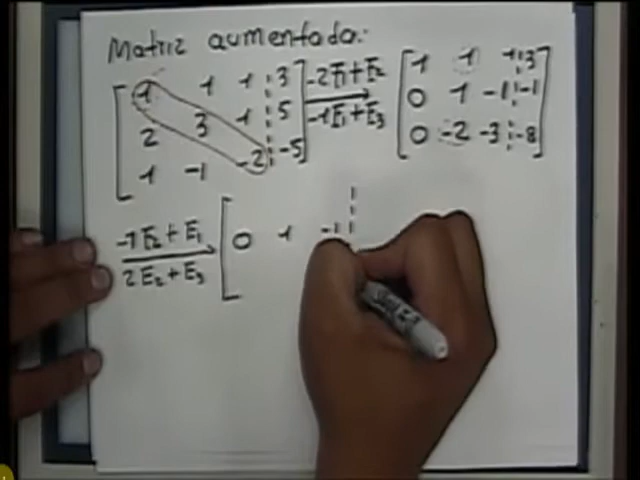 Matriz aumentada:
[ 1 1 1 ¦ 3 ] -2E₁+E₂ [ 1 1 1 ¦ 3 ]
[ 2 3 1 ¦ 5 ] -1E₁+E₃ [ 0 1 -1 ¦ -1 ]
[ 1 -1 -2 ¦ -5 ] [ 0 -2 -3 ¦ -8 ]
-1E₂+E₁ [ 0 1 -1 ¦
2E₂+E₃